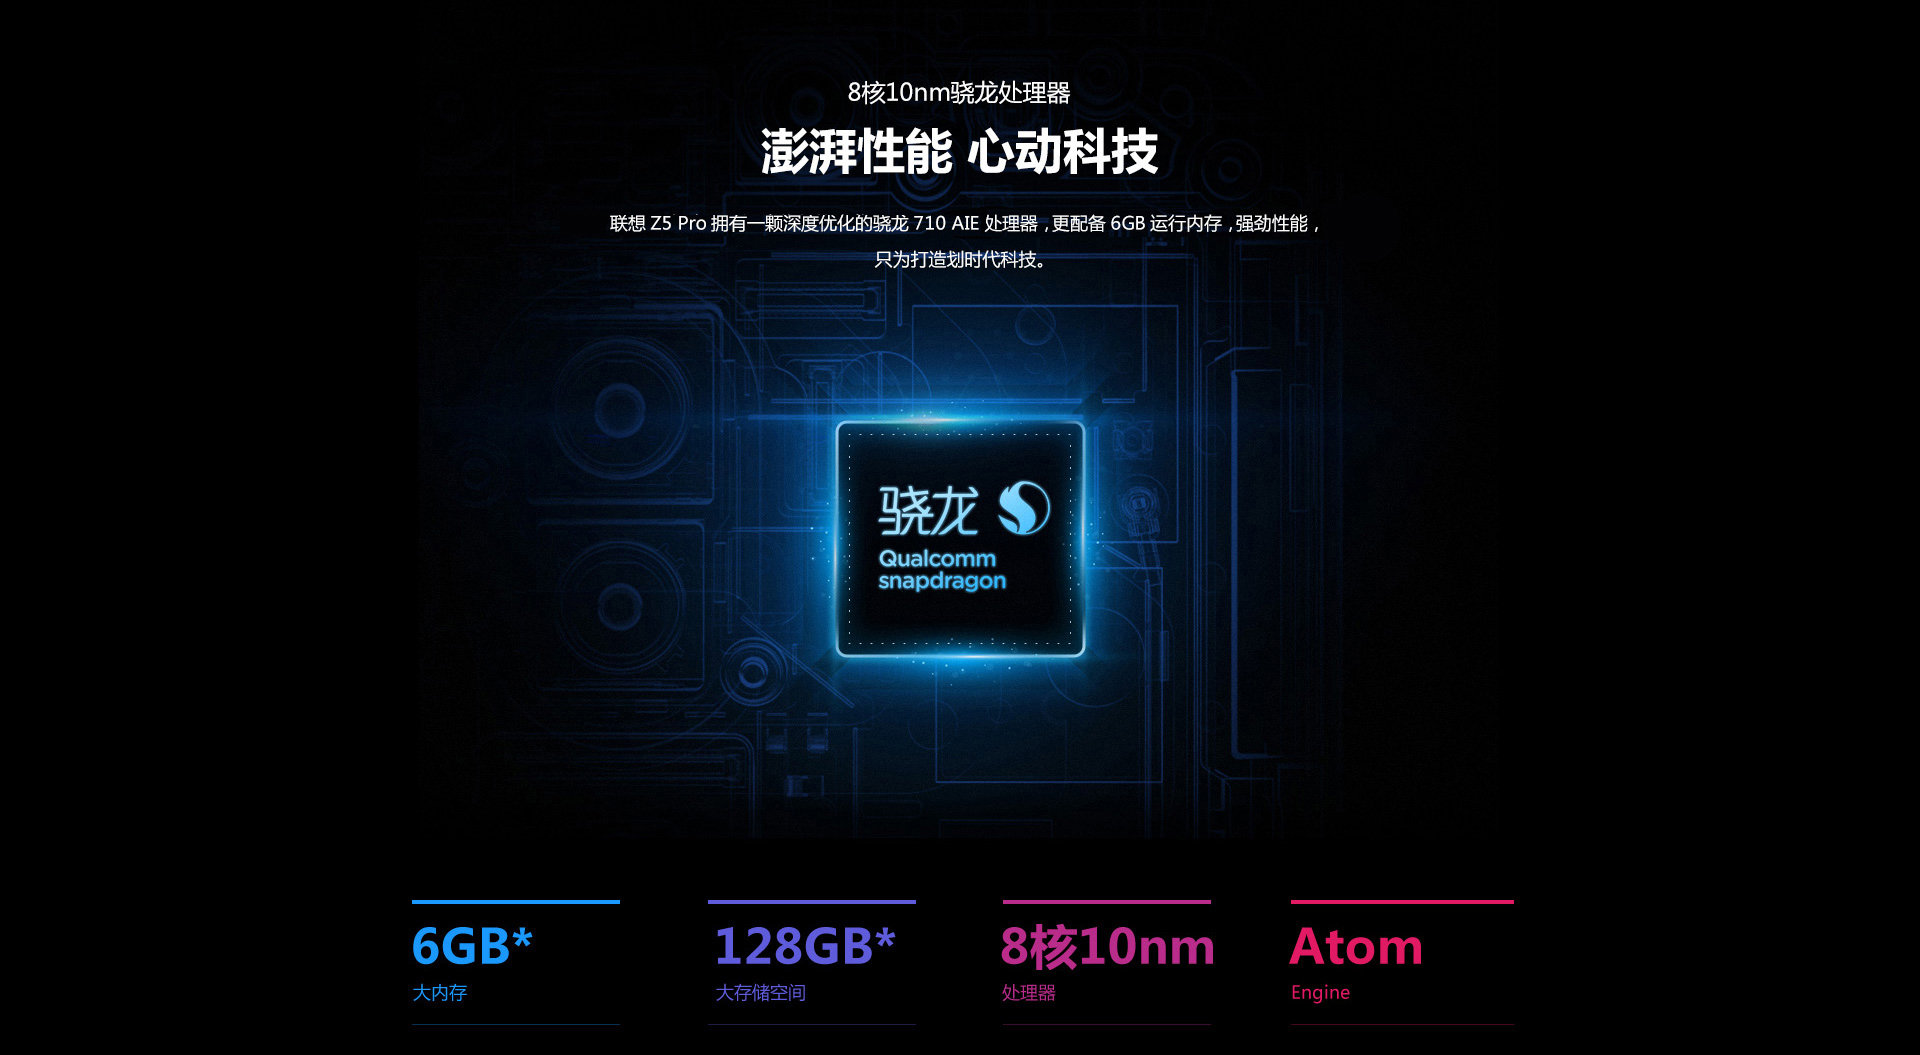 8核10nm骁龙处理器
澎湃性能 心动科技
联想 Z5 Pro 拥有一颗深度优化的骁龙 710 AIE 处理器，更配备 6GB 运行内存，强劲性能，
只为打造划时代科技。
骁龙
Qualcomm
snapdragon
6GB* 128GB* 8核10nm Atom
大内存 大存储空间 处理器 Engine